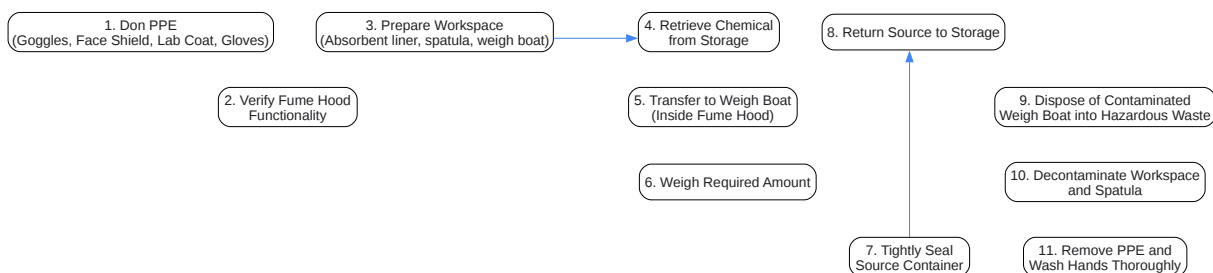 1. Don PPE
(Goggles, Face Shield, Lab Coat, Gloves)
2. Verify Fume Hood
Functionality
3. Prepare Workspace
(Absorbent liner, spatula, weigh boat)
4. Retrieve Chemical
from Storage
5. Transfer to Weigh Boat
(Inside Fume Hood)
6. Weigh Required Amount
7. Tightly Seal
Source Container
8. Return Source to Storage
9. Dispose of Contaminated
Weigh Boat into Hazardous Waste
10. Decontaminate Workspace
and Spatula
11. Remove PPE and
Wash Hands Thoroughly